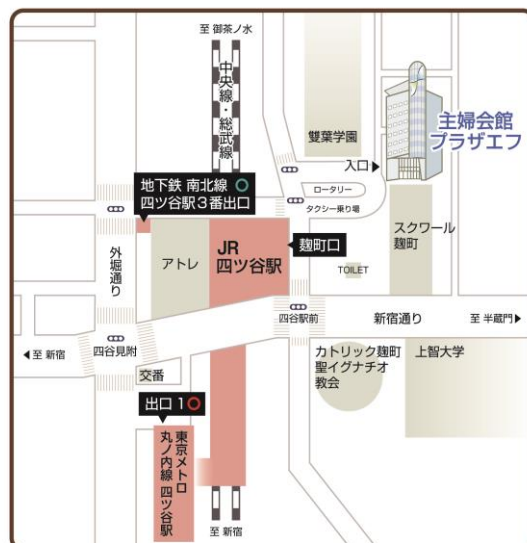 至 御茶ノ水
中央線・総武線
雙葉学園
主婦会館
プラザエフ
入口
ロータリー
タクシー乗り場
地下鉄 南北線
四ツ谷駅3番出口
外堀通り
アトレ
JR
四ツ谷駅
麹町口
スクワール
麹町
TOILET
四谷駅前
新宿通り
至 半蔵門
至 新宿
四谷見附
交番
カトリック麹町
聖イグナチオ
教会
上智大学
出口 1
東京メトロ
丸ノ内線 四ツ谷駅
至 新宿